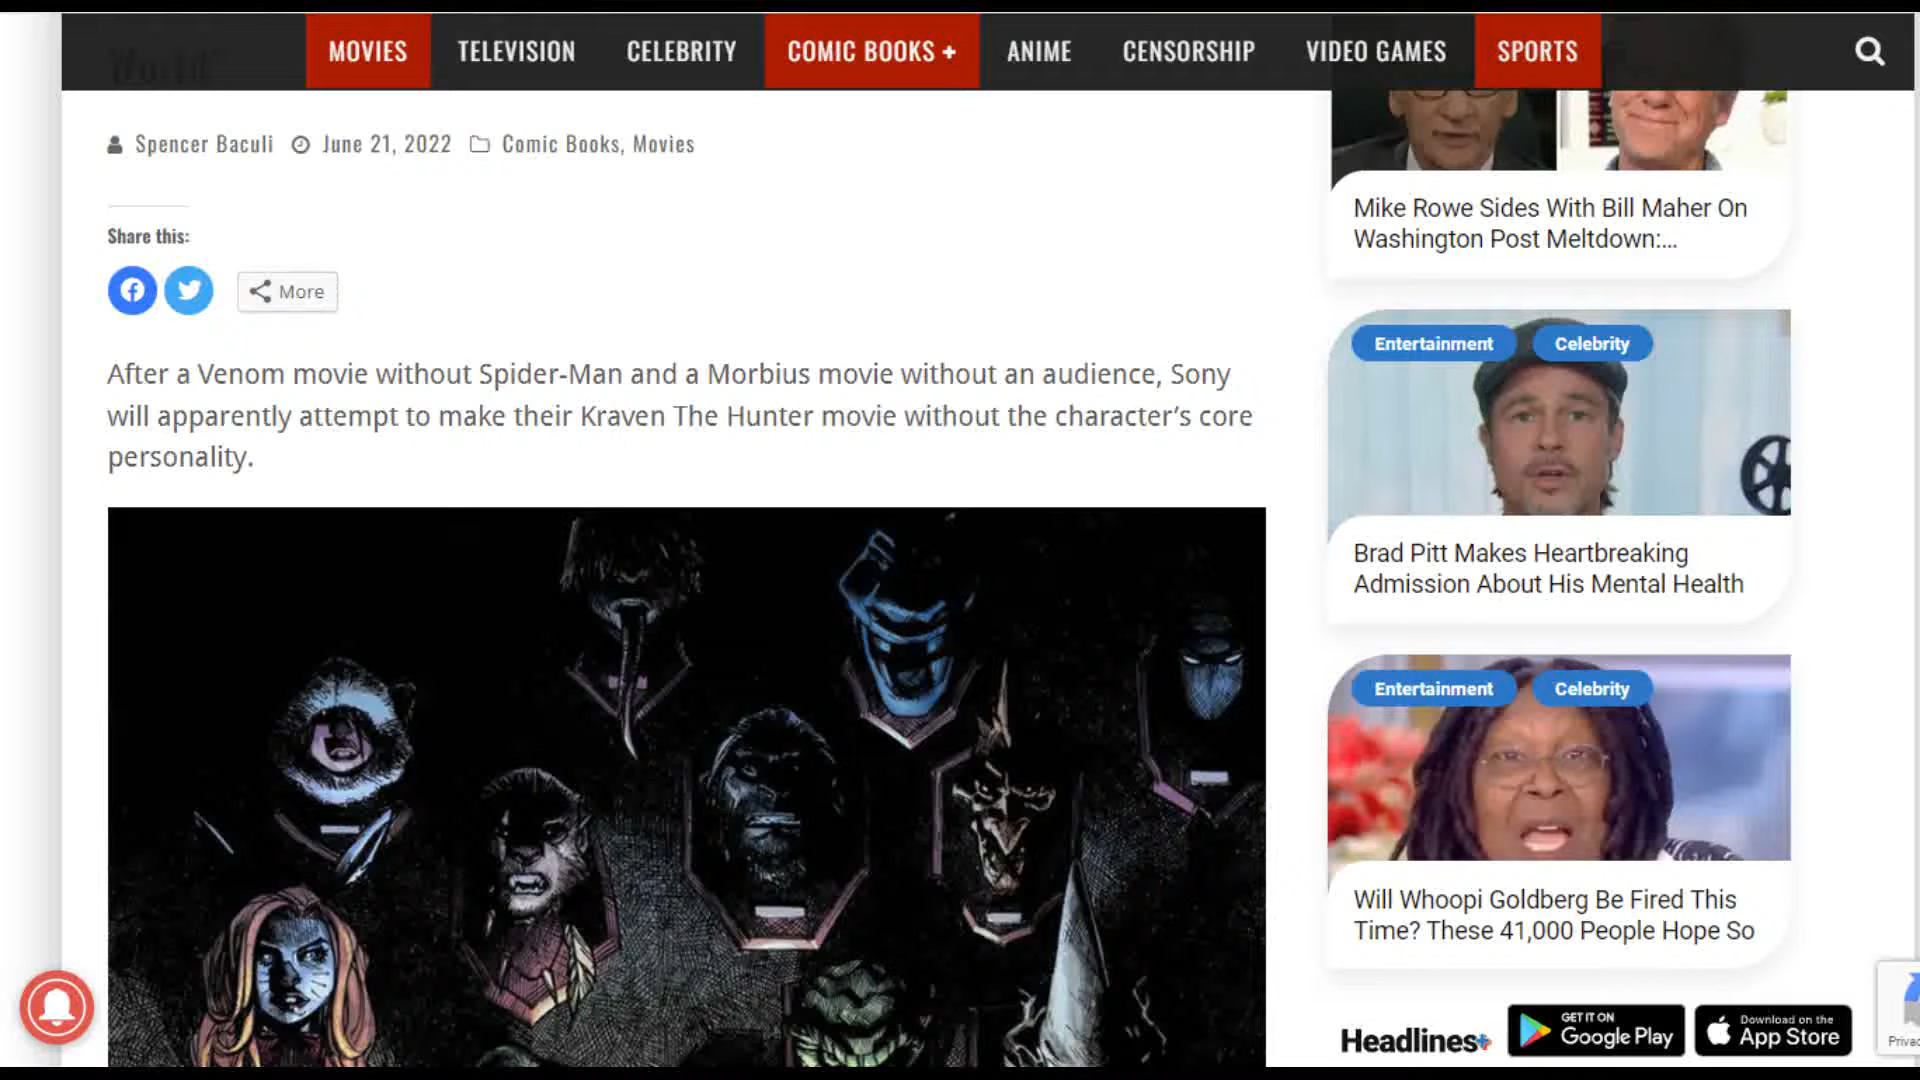 MOVIES TELEVISION CELEBRITY COMIC BOOKS + ANIME CENSORSHIP VIDEO GAMES SPORTS
World
Spencer Baculi June 21, 2022 Comic Books, Movies
Share this:
More
After a Venom movie without Spider-Man and a Morbius movie without an audience, Sony
will apparently attempt to make their Kraven The Hunter movie without the character's core
personality.
Mike Rowe Sides With Bill Maher On
Washington Post Meltdown:...
Entertainment Celebrity
Brad Pitt Makes Heartbreaking
Admission About His Mental Health
Entertainment Celebrity
Will Whoopi Goldberg Be Fired This
Time? These 41,000 People Hope So
Headlines+
GET IT ON
Google Play
Download on the
App Store